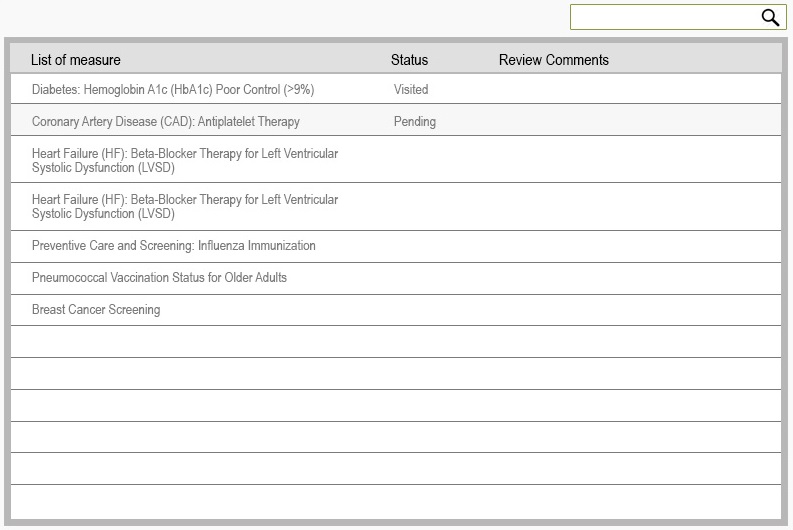 List of measure Status Review Comments
Diabetes: Hemoglobin A1c (HbA1c) Poor Control (>9%) Visited
Coronary Artery Disease (CAD): Antiplatelet Therapy Pending
Heart Failure (HF): Beta-Blocker Therapy for Left Ventricular
Systolic Dysfunction (LVSD)
Heart Failure (HF): Beta-Blocker Therapy for Left Ventricular
Systolic Dysfunction (LVSD)
Preventive Care and Screening: Influenza Immunization
Pneumococcal Vaccination Status for Older Adults
Breast Cancer Screening